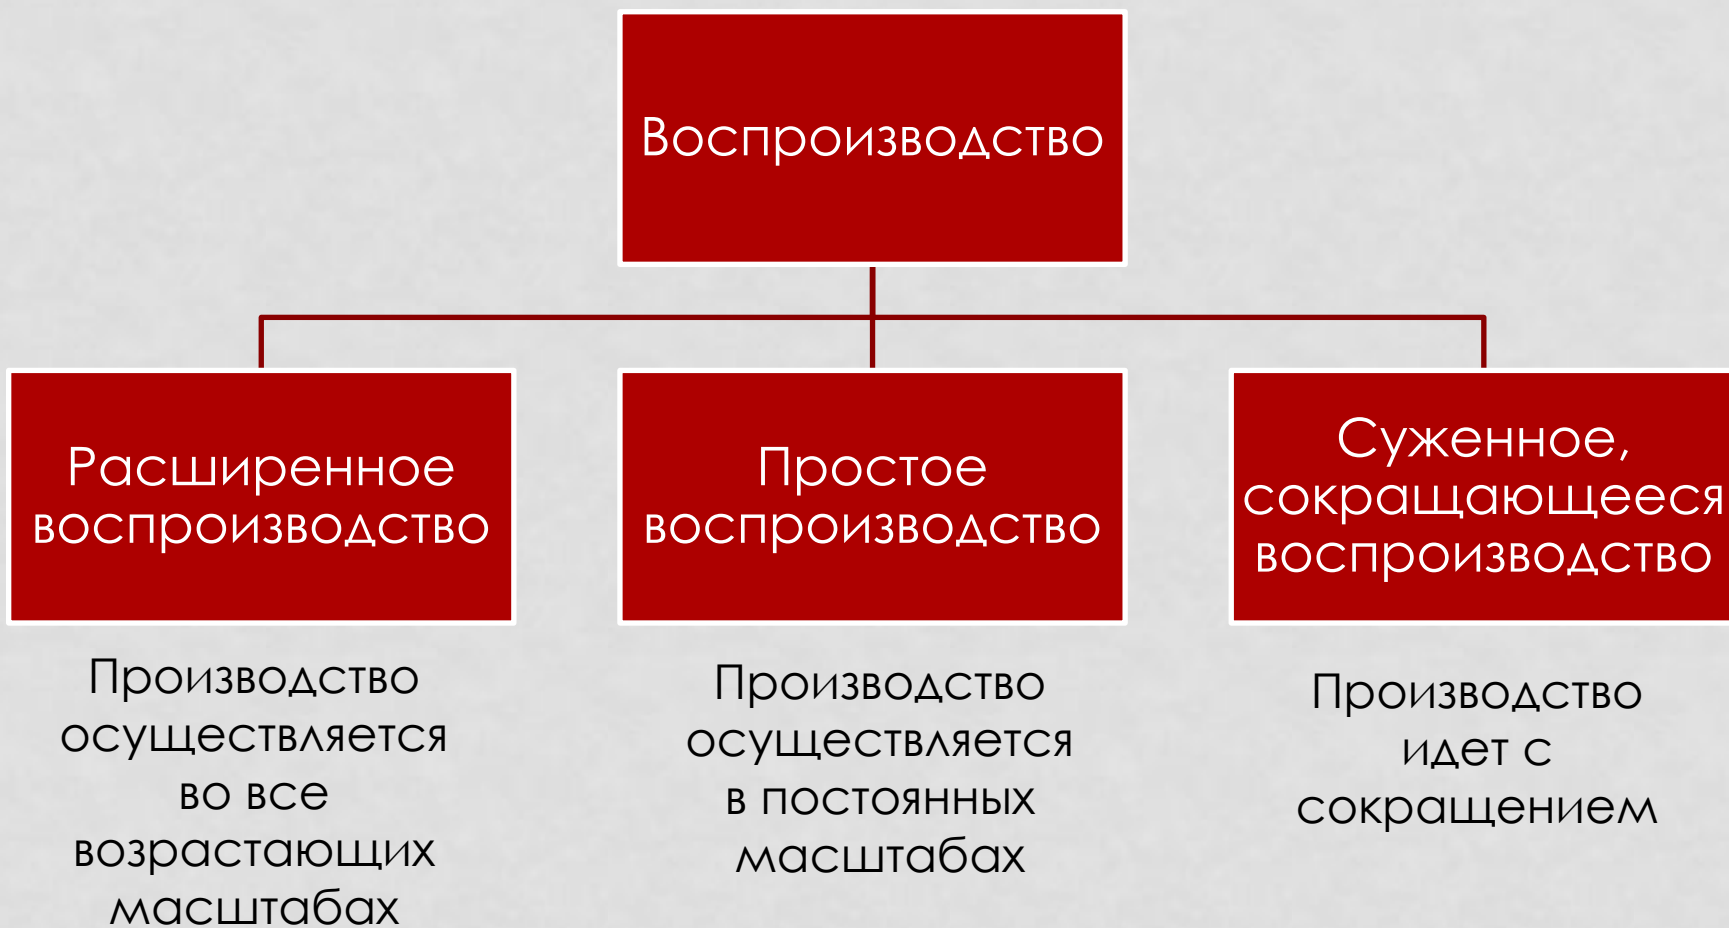 Воспроизводство
Расширенное
воспроизводство
Простое
воспроизводство
Суженное,
сокращающееся
воспроизводство
Производство
осуществляется
во все
возрастающих
масштабах
Производство
осуществляется
в постоянных
масштабах
Производство
идет с
сокращением